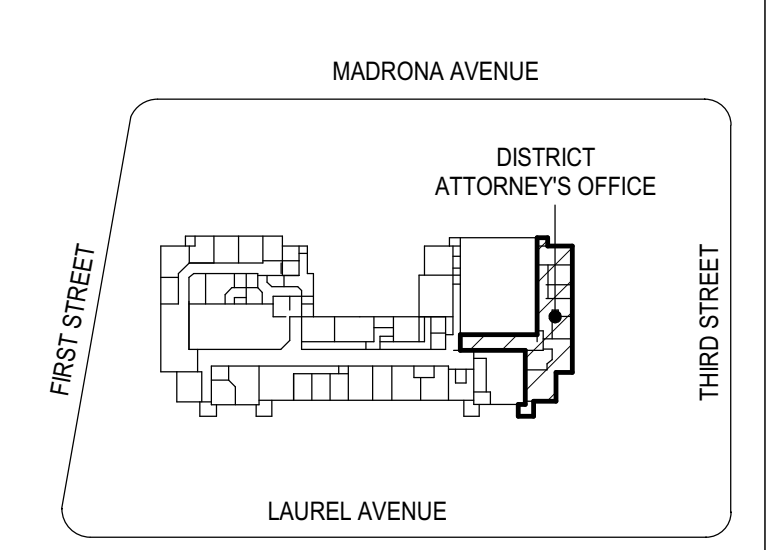 MADRONA AVENUE
DISTRICT
ATTORNEY'S OFFICE
FIRST STREET
THIRD STREET
LAUREL AVENUE